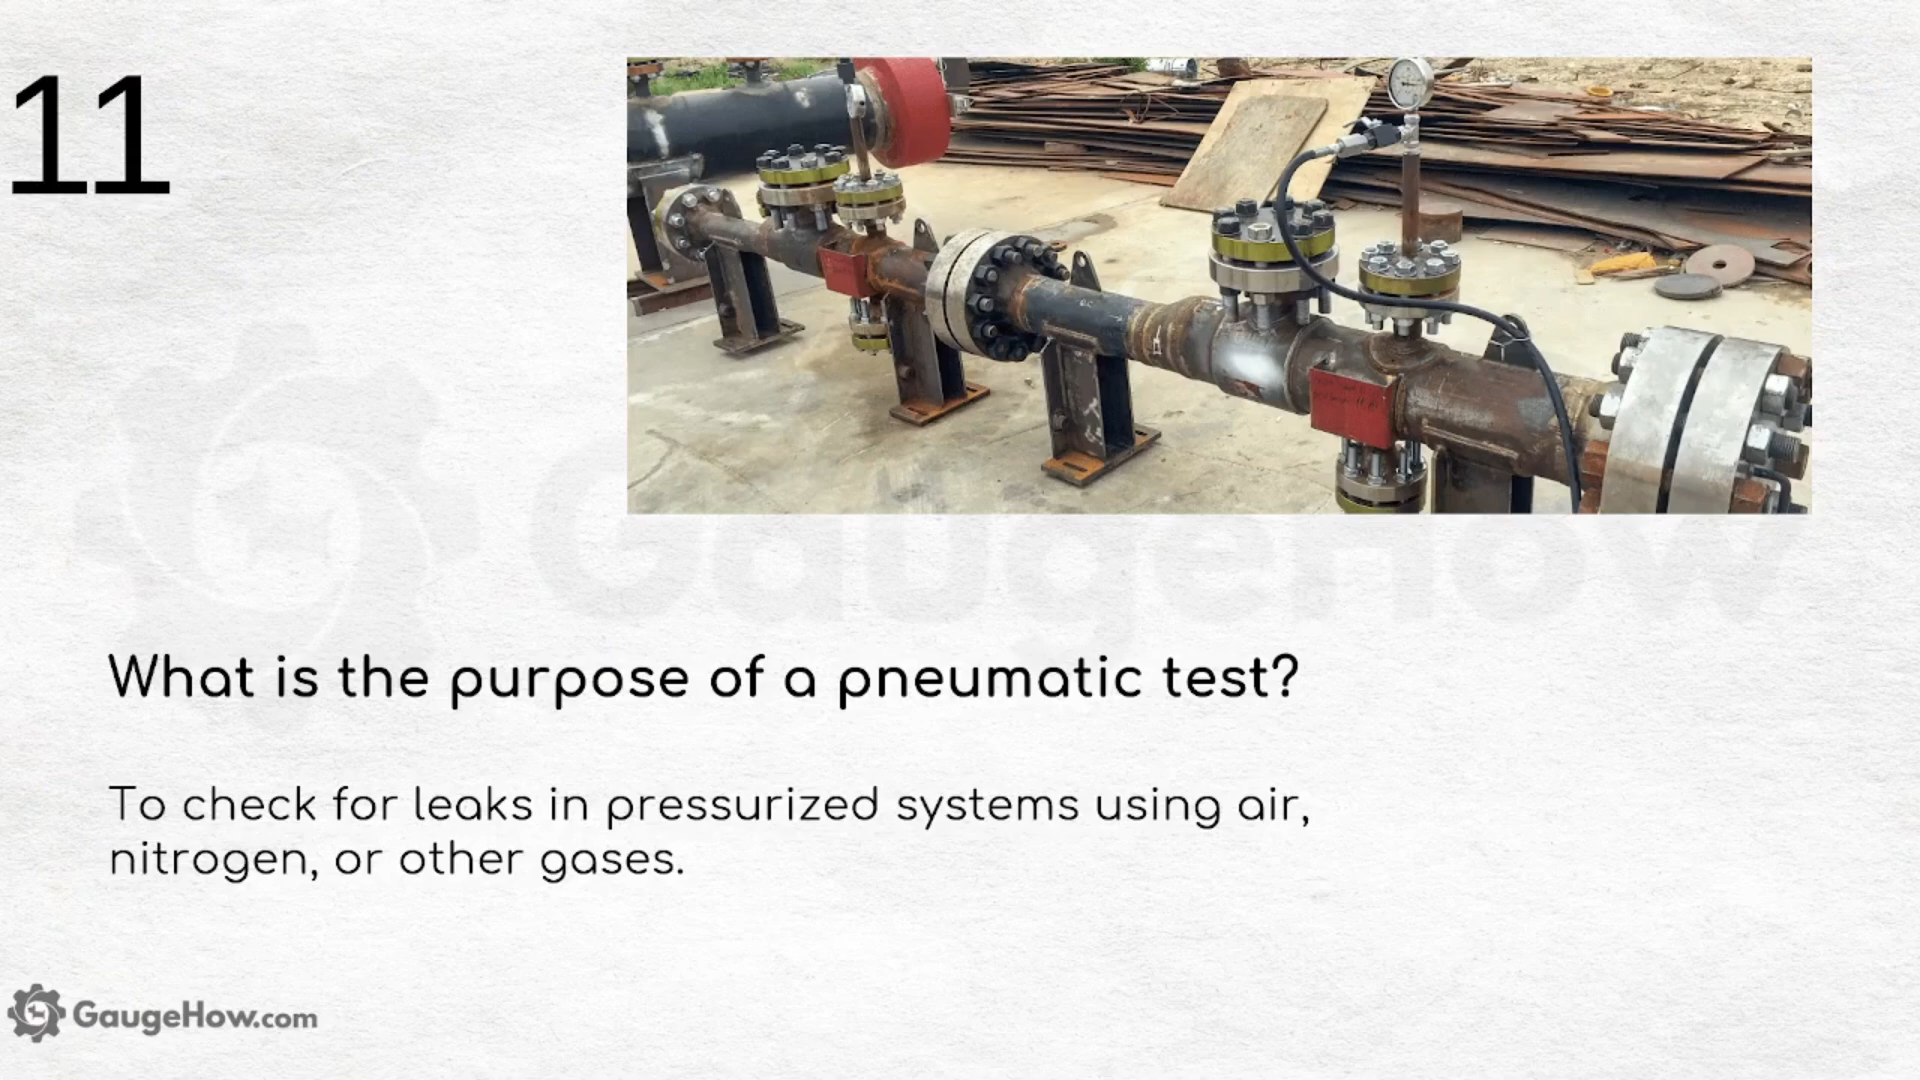 11
What is the purpose of a pneumatic test?
To check for leaks in pressurized systems using air,
nitrogen, or other gases.
GaugeHow
GaugeHow.com